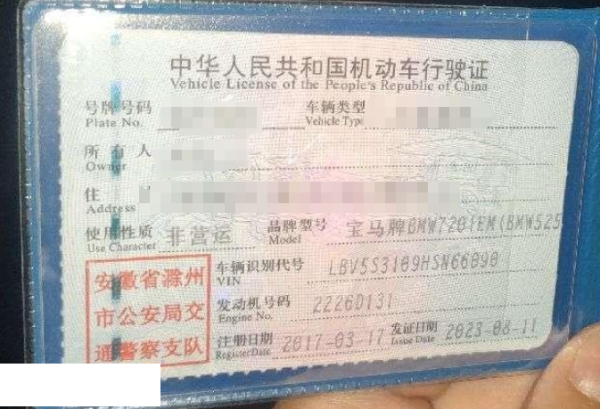 中华人民共和国机动车行驶证
Vehicle License of the People's Republic of China
号牌号码 车辆类型
Plate No. Vehicle Type
所有人
Owner
住
Address
使用性质 非营运 品牌型号 宝马牌BMW7201EM(BMW525
Use Character Model
安徽省滁州 车辆识别代号 LBV5S3109HSN66090
VIN
市公安局交 发动机号码 2226D131
Engine No.
通警察支队 注册日期 2017-03-17 发证日期 2023-08-11
Register Date Issue Date